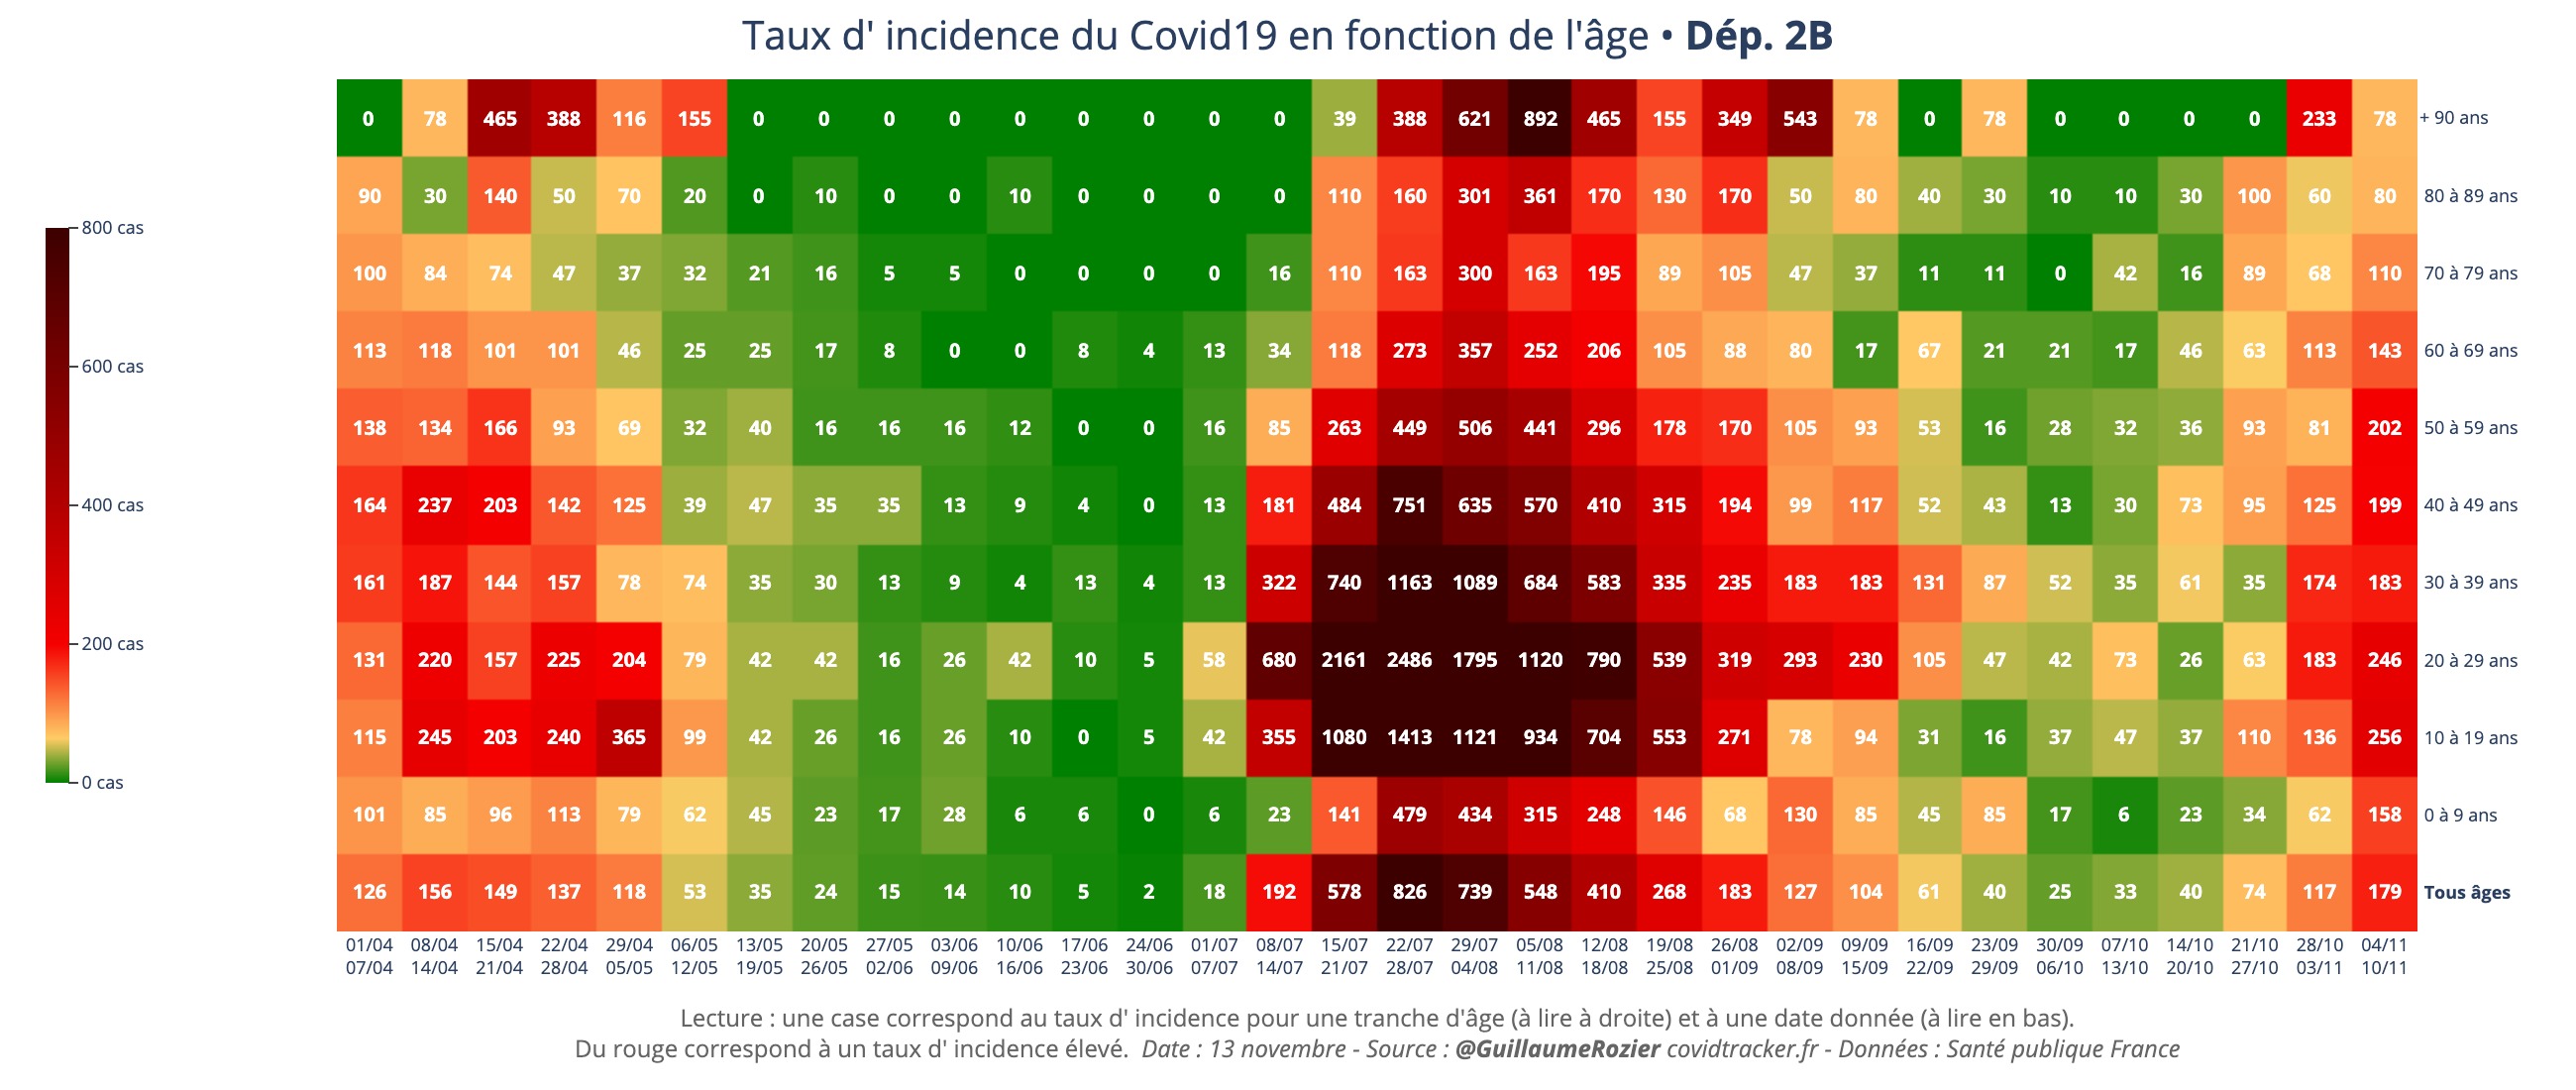 Taux d' incidence du Covid19 en fonction de l'âge • Dép. 2B
800 cas
600 cas
400 cas
200 cas
0 cas
0 78 465 388 116 155 0 0 0 0 0 0 0 0 0 39 388 621 892 465 155 349 543 78 0 78 0 0 0 0 233 78 + 90 ans
90 30 140 50 70 20 0 10 0 0 10 0 0 0 0 110 160 301 361 170 130 170 50 80 40 30 10 10 30 100 60 80 80 à 89 ans
100 84 74 47 37 32 21 16 5 5 0 0 0 0 16 110 163 300 163 195 89 105 47 37 11 11 0 42 16 89 68 110 70 à 79 ans
113 118 101 101 46 25 25 17 8 0 0 8 4 13 34 118 273 357 252 206 105 88 80 17 67 21 21 17 46 63 113 143 60 à 69 ans
138 134 166 93 69 32 40 16 16 16 12 0 0 16 85 263 449 506 441 296 178 170 105 93 53 16 28 32 36 93 81 202 50 à 59 ans
164 237 203 142 125 39 47 35 35 13 9 4 0 13 181 484 751 635 570 410 315 194 99 117 52 43 13 30 73 95 125 199 40 à 49 ans
161 187 144 157 78 74 35 30 13 9 4 13 4 13 322 740 1163 1089 684 583 335 235 183 183 131 87 52 35 61 35 174 183 30 à 39 ans
131 220 157 225 204 79 42 42 16 26 42 10 5 58 680 2161 2486 1795 1120 790 539 319 293 230 105 47 42 73 26 63 183 246 20 à 29 ans
115 245 203 240 365 99 42 26 16 26 10 0 5 42 355 1080 1413 1121 934 704 553 271 78 94 31 16 37 47 37 110 136 256 10 à 19 ans
101 85 96 113 79 62 45 23 17 28 6 6 0 6 23 141 479 434 315 248 146 68 130 85 45 85 17 6 23 34 62 158 0 à 9 ans
126 156 149 137 118 53 35 24 15 14 10 5 2 18 192 578 826 739 548 410 268 183 127 104 61 40 25 33 40 74 117 179 Tous âges
01/04 08/04 15/04 22/04 29/04 06/05 13/05 20/05 27/05 03/06 10/06 17/06 24/06 01/07 08/07 15/07 22/07 29/07 05/08 12/08 19/08 26/08 02/09 09/09 16/09 23/09 30/09 07/10 14/10 21/10 28/10 04/11
07/04 14/04 21/04 28/04 05/05 12/05 19/05 26/05 02/06 09/06 16/06 23/06 30/06 07/07 14/07 21/07 28/07 04/08 11/08 18/08 25/08 01/09 08/09 15/09 22/09 29/09 06/10 13/10 20/10 27/10 03/11 10/11
Lecture : une case correspond au taux d' incidence pour une tranche d'âge (à lire à droite) et à une date donnée (à lire en bas).
Du rouge correspond à un taux d' incidence élevé. Date : 13 novembre - Source : @GuillaumeRozier covidtracker.fr - Données : Santé publique France